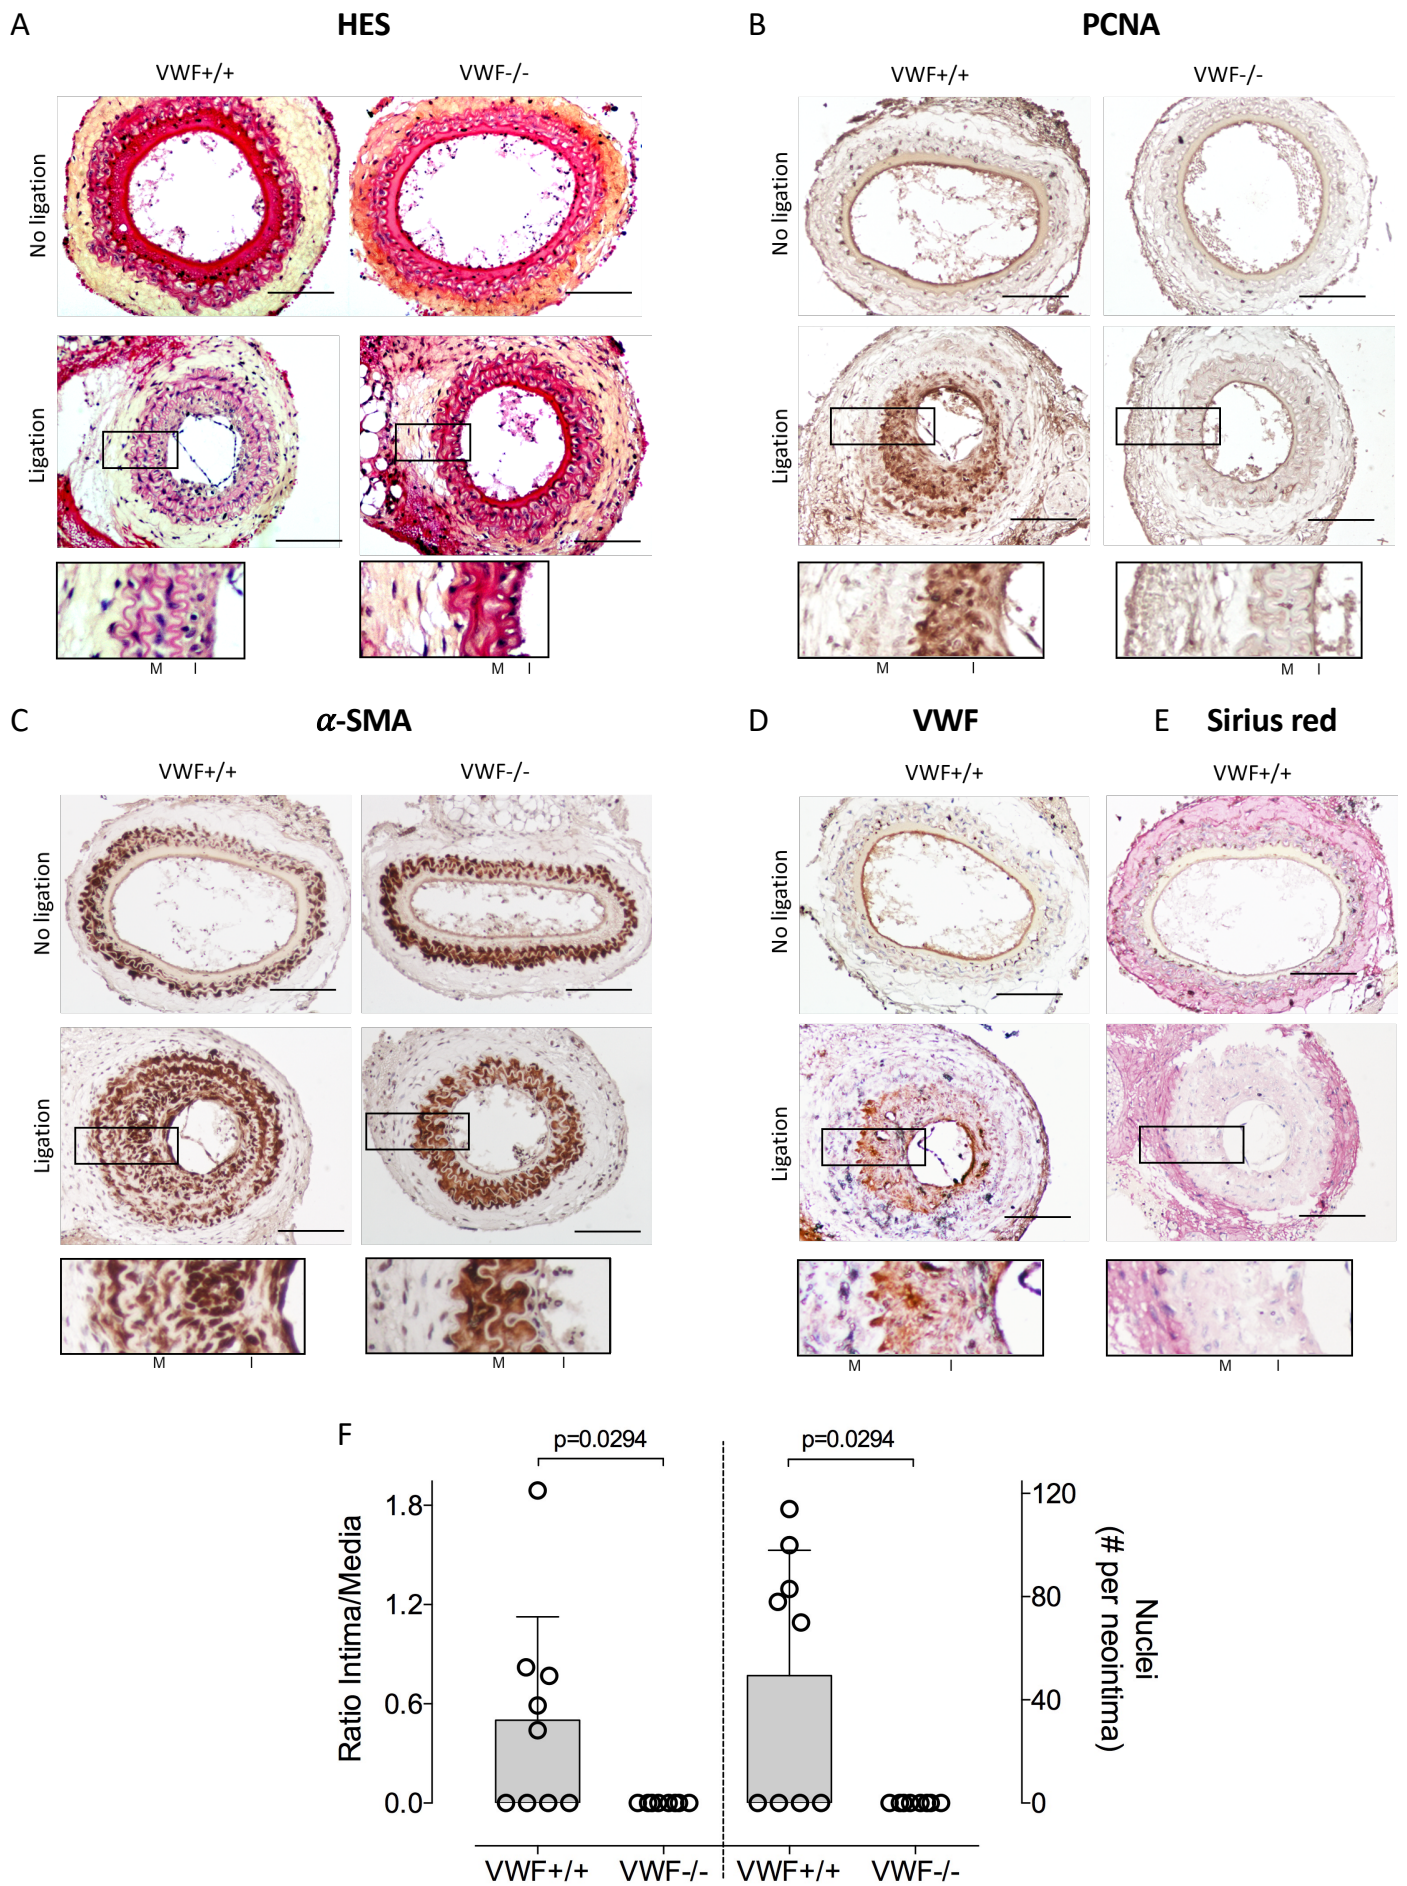 A
HES
VWF+/+
VWF-/-
No ligation
Ligation
M
I
M
I
B
PCNA
VWF+/+
VWF-/-
No ligation
Ligation
M
I
M
I
C
α-SMA
VWF+/+
VWF-/-
No ligation
Ligation
M
I
M
I
D
VWF
VWF+/+
No ligation
Ligation
M
I
E
Sirius red
VWF+/+
M
I
F
p=0.0294
p=0.0294
Ratio Intima/Media
1.8
1.2
0.6
0.0
120
80
40
0
Nuclei
(# per neointima)
VWF+/+
VWF-/-
VWF+/+
VWF-/-